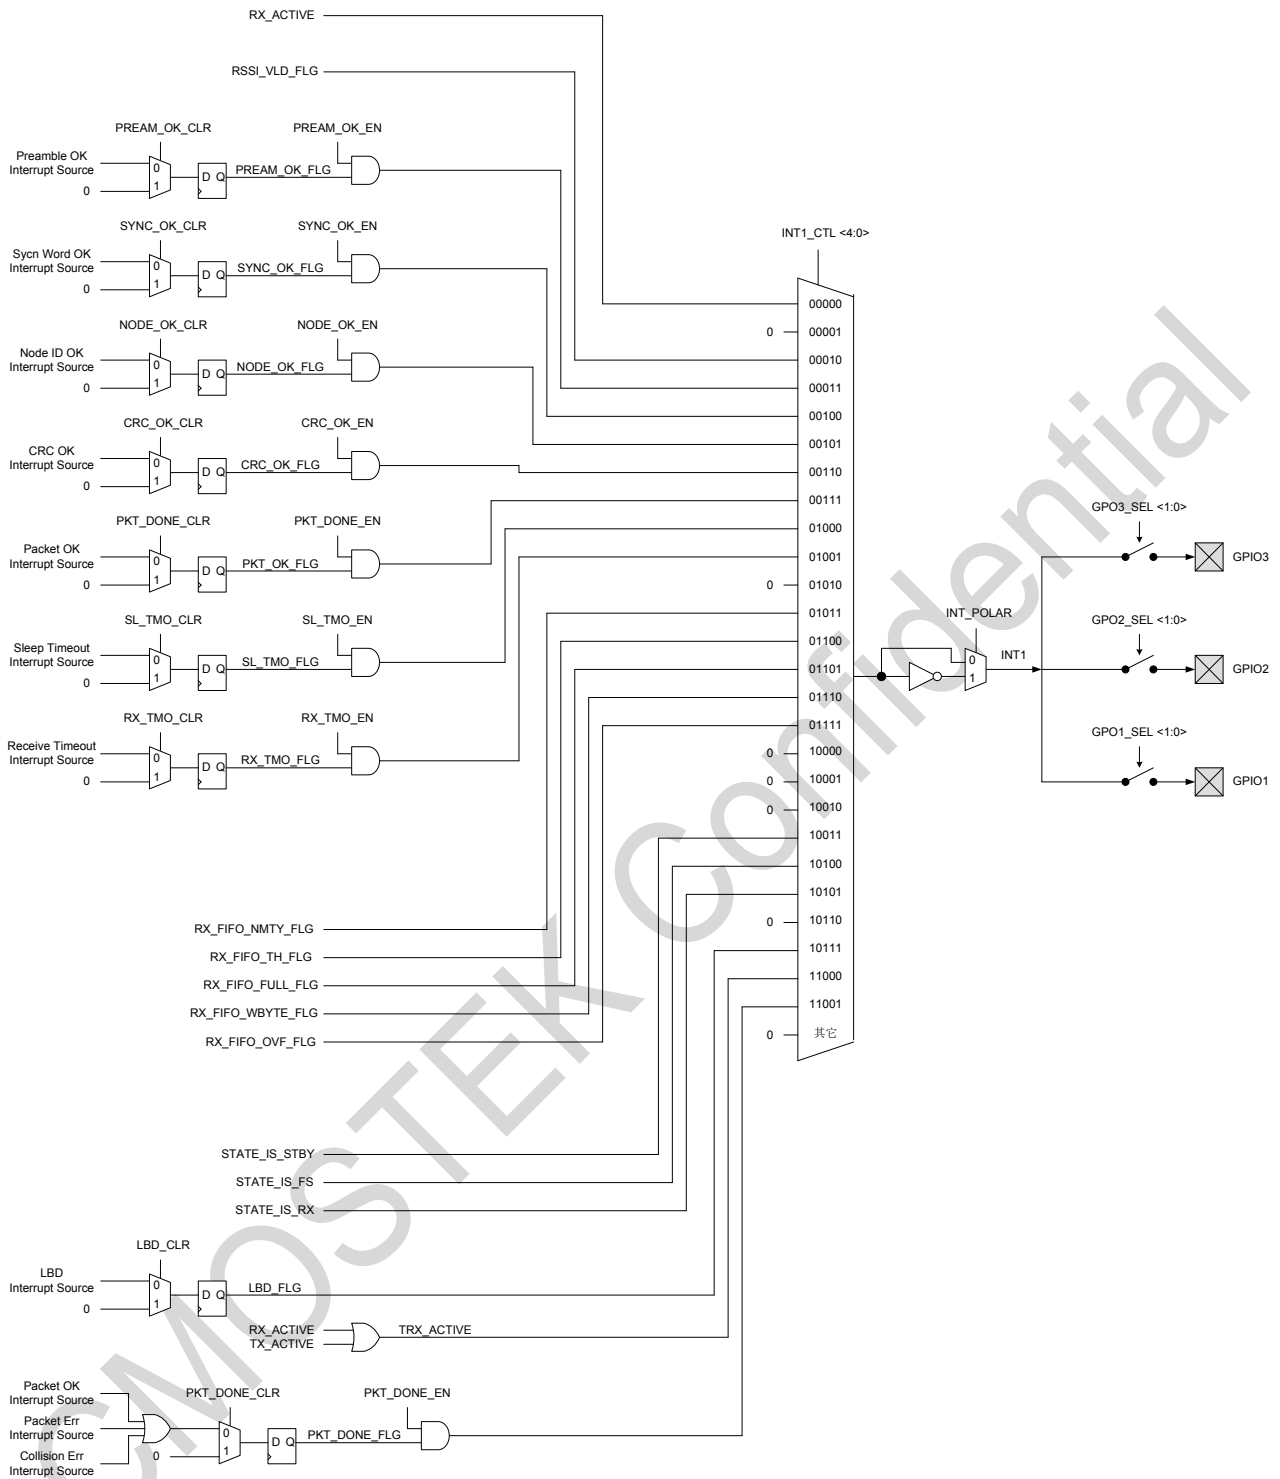 RX_ACTIVE
RSSI_VLD_FLG
PREAM_OK_CLR
PREAM_OK_EN
Preamble OK
Interrupt Source
0
0
1
D Q
PREAM_OK_FLG
SYNC_OK_CLR
SYNC_OK_EN
Sycn Word OK
Interrupt Source
0
0
1
D Q
SYNC_OK_FLG
NODE_OK_CLR
NODE_OK_EN
Node ID OK
Interrupt Source
0
0
1
D Q
NODE_OK_FLG
CRC_OK_CLR
CRC_OK_EN
CRC OK
Interrupt Source
0
0
1
D Q
CRC_OK_FLG
PKT_DONE_CLR
PKT_DONE_EN
Packet OK
Interrupt Source
0
0
1
D Q
PKT_OK_FLG
SL_TMO_CLR
SL_TMO_EN
Sleep Timeout
Interrupt Source
0
0
1
D Q
SL_TMO_FLG
RX_TMO_CLR
RX_TMO_EN
Receive Timeout
Interrupt Source
0
0
1
D Q
RX_TMO_FLG
RX_FIFO_NMTY_FLG
RX_FIFO_TH_FLG
RX_FIFO_FULL_FLG
RX_FIFO_WBYTE_FLG
RX_FIFO_OVF_FLG
STATE_IS_STBY
STATE_IS_FS
STATE_IS_RX
LBD_CLR
LBD
Interrupt Source
0
0
1
D Q
LBD_FLG
RX_ACTIVE
TX_ACTIVE
TRX_ACTIVE
Packet OK
Interrupt Source
Packet Err
Interrupt Source
Collision Err
Interrupt Source
PKT_DONE_CLR
PKT_DONE_EN
0
0
1
D Q
PKT_DONE_FLG
INT1_CTL <4:0>
00000
0 00001
00010
00011
00100
00101
00110
00111
01000
01001
0 01010
01011
01100
01101
01110
01111
0 10000
0 10001
0 10010
10011
10100
10101
0 10110
10111
11000
11001
0 其它
INT_POLAR
0
1
INT1
GPO3_SEL <1:0>
GPIO3
GPO2_SEL <1:0>
GPIO2
GPO1_SEL <1:0>
GPIO1
CMOSTEK Confidential